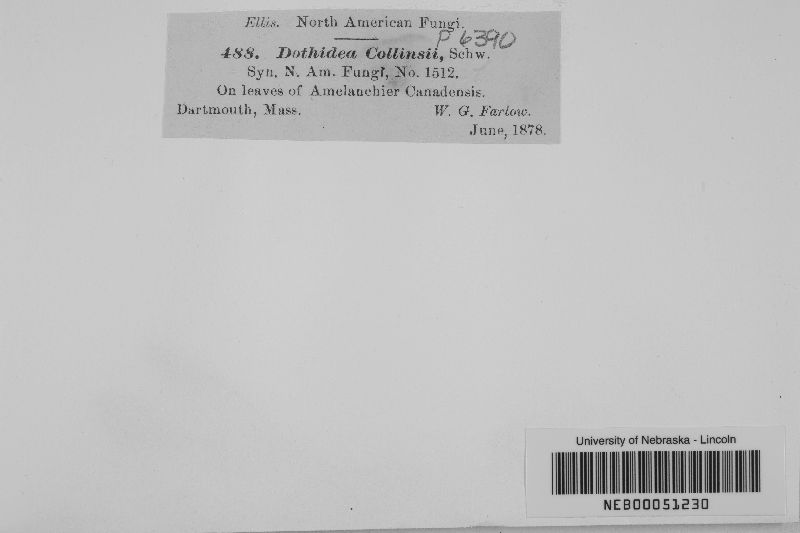 Ellis. North American Fungi.
P 6390
488. Dothidea Collinsii, Schw.
Syn. N. Am. Fungi, No. 1512.
On leaves of Amelanchier Canadensis.
Dartmouth, Mass. W. G. Farlow.
June, 1878.
University of Nebraska - Lincoln
NEB00051230